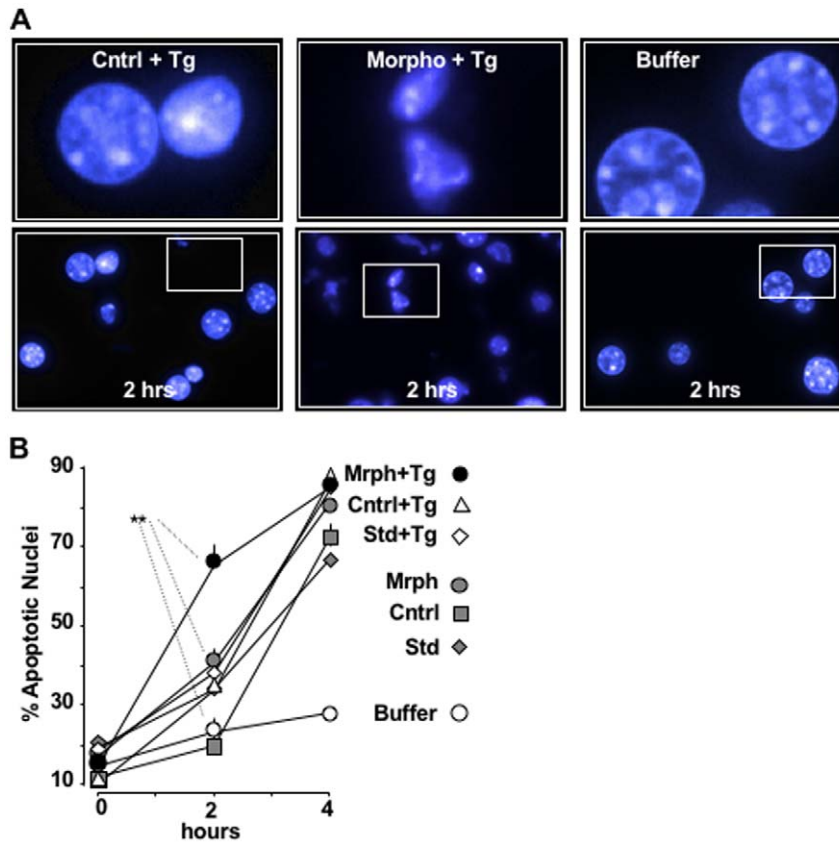 A
Cntrl + Tg
Morpho + Tg
Buffer
2 hrs
2 hrs
2 hrs
B
90
70
50
30
10
% Apoptotic Nuclei
0
2
4
hours
★★
Mrph+Tg
Cntrl+Tg
Std+Tg
Mrph
Cntrl
Std
Buffer